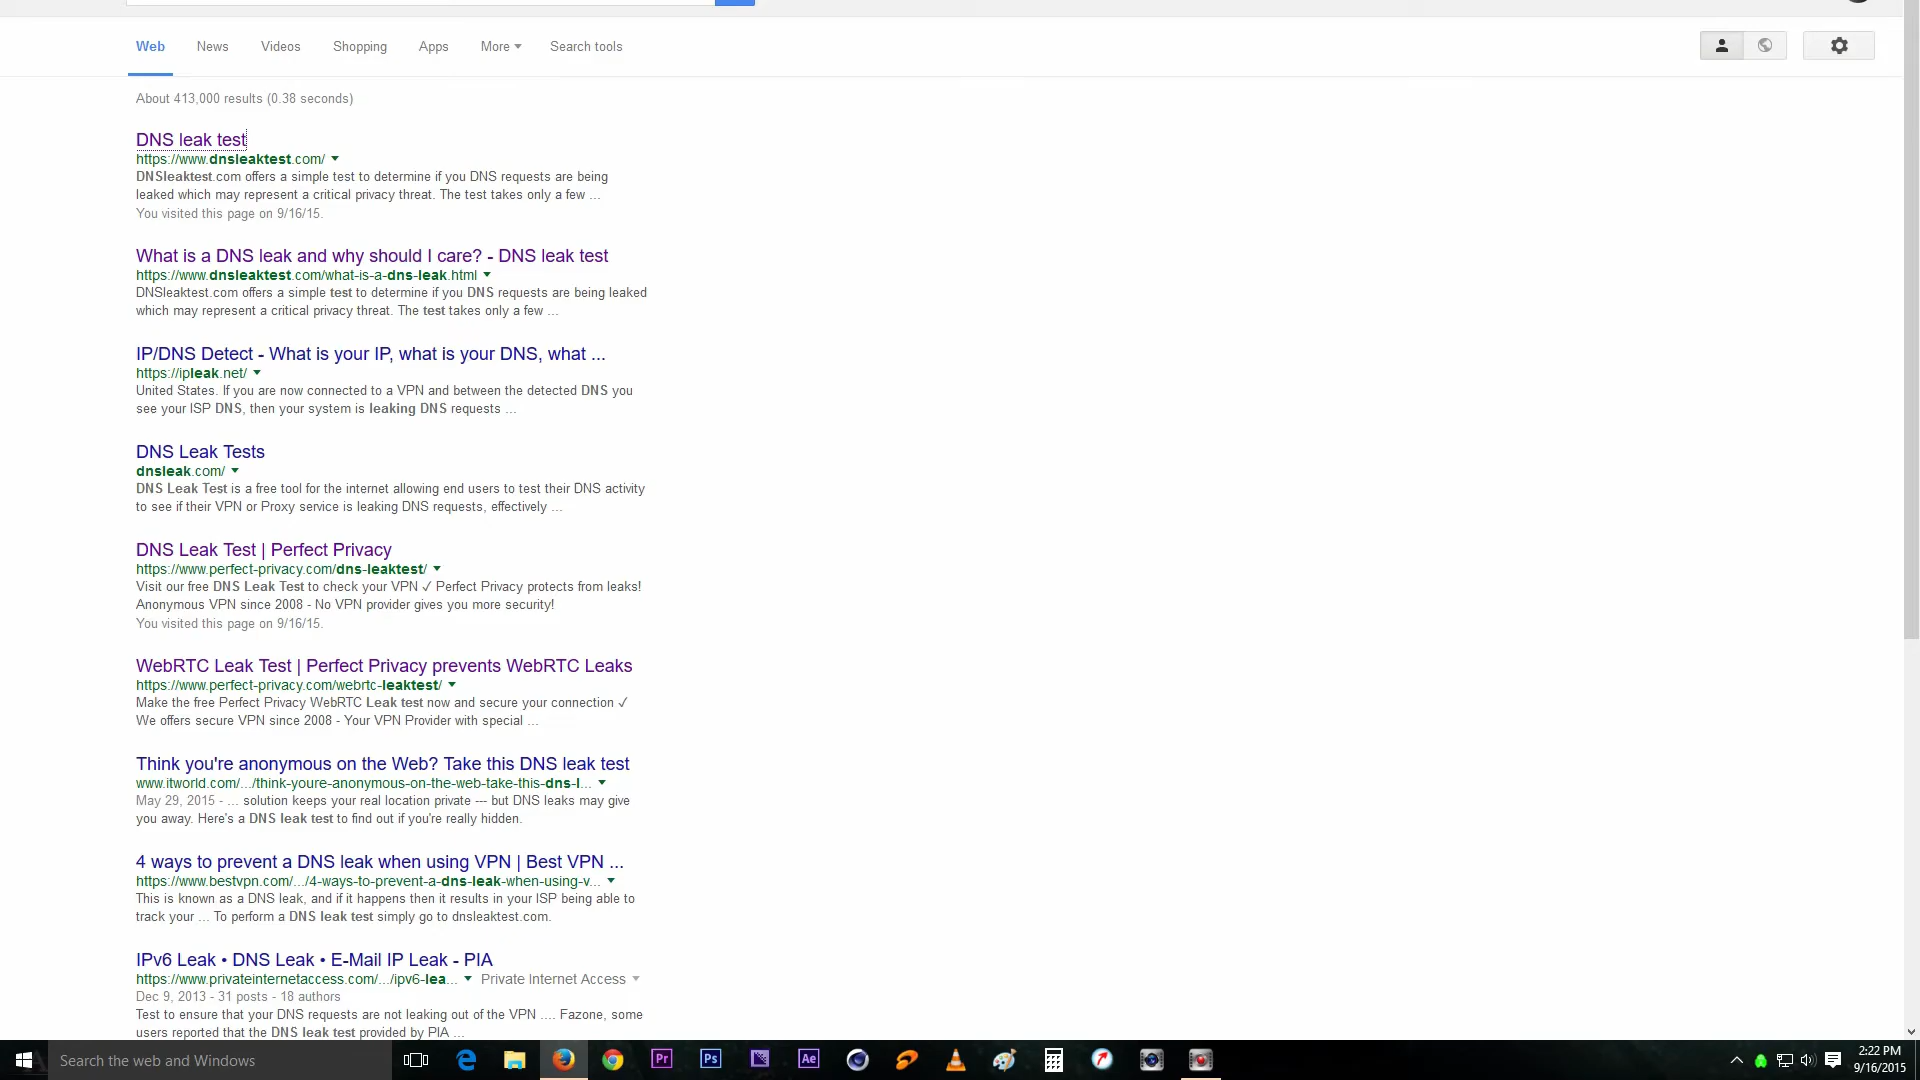 Web News Videos Shopping Apps More Search tools
About 413,000 results (0.38 seconds)
DNS leak test
https://www.dnsleaktest.com/
DNSleaktest.com offers a simple test to determine if you DNS requests are being
leaked which may represent a critical privacy threat. The test takes only a few ...
You visited this page on 9/16/15.
What is a DNS leak and why should I care? - DNS leak test
https://www.dnsleaktest.com/what-is-a-dns-leak.html
DNSleaktest.com offers a simple test to determine if you DNS requests are being leaked
which may represent a critical privacy threat. The test takes only a few ...
IP/DNS Detect - What is your IP, what is your DNS, what ...
https://ipleak.net/
United States. If you are now connected to a VPN and between the detected DNS you
see your ISP DNS, then your system is leaking DNS requests ...
DNS Leak Tests
dnsleak.com/
DNS Leak Test is a free tool for the internet allowing end users to test their DNS activity
to see if their VPN or Proxy service is leaking DNS requests, effectively ...
DNS Leak Test | Perfect Privacy
https://www.perfect-privacy.com/dns-leaktest/
Visit our free DNS Leak Test to check your VPN ✓ Perfect Privacy protects from leaks!
Anonymous VPN since 2008 - No VPN provider gives you more security!
You visited this page on 9/16/15.
WebRTC Leak Test | Perfect Privacy prevents WebRTC Leaks
https://www.perfect-privacy.com/webrtc-leaktest/
Make the free Perfect Privacy WebRTC Leak test now and secure your connection ✓
We offers secure VPN since 2008 - Your VPN Provider with special ...
Think you're anonymous on the Web? Take this DNS leak test
www.itworld.com/.../think-youre-anonymous-on-the-web-take-this-dns-l...
May 29, 2015 - ... solution keeps your real location private --- but DNS leaks may give
you away. Here's a DNS leak test to find out if you're really hidden.
4 ways to prevent a DNS leak when using VPN | Best VPN ...
https://www.bestvpn.com/.../4-ways-to-prevent-a-dns-leak-when-using-v...
This is known as a DNS leak, and if it happens then it results in your ISP being able to
track your ... To perform a DNS leak test simply go to dnsleaktest.com.
IPv6 Leak • DNS Leak • E-Mail IP Leak - PIA
https://www.privateinternetaccess.com/.../ipv6-lea... Private Internet Access
Dec 9, 2013 - 31 posts - 18 authors
Test to ensure that your DNS requests are not leaking out of the VPN .... Fazone, some
users reported that the DNS leak test provided by PIA ...
Search the web and Windows
Pr Ps Ae
2:22 PM
9/16/2015